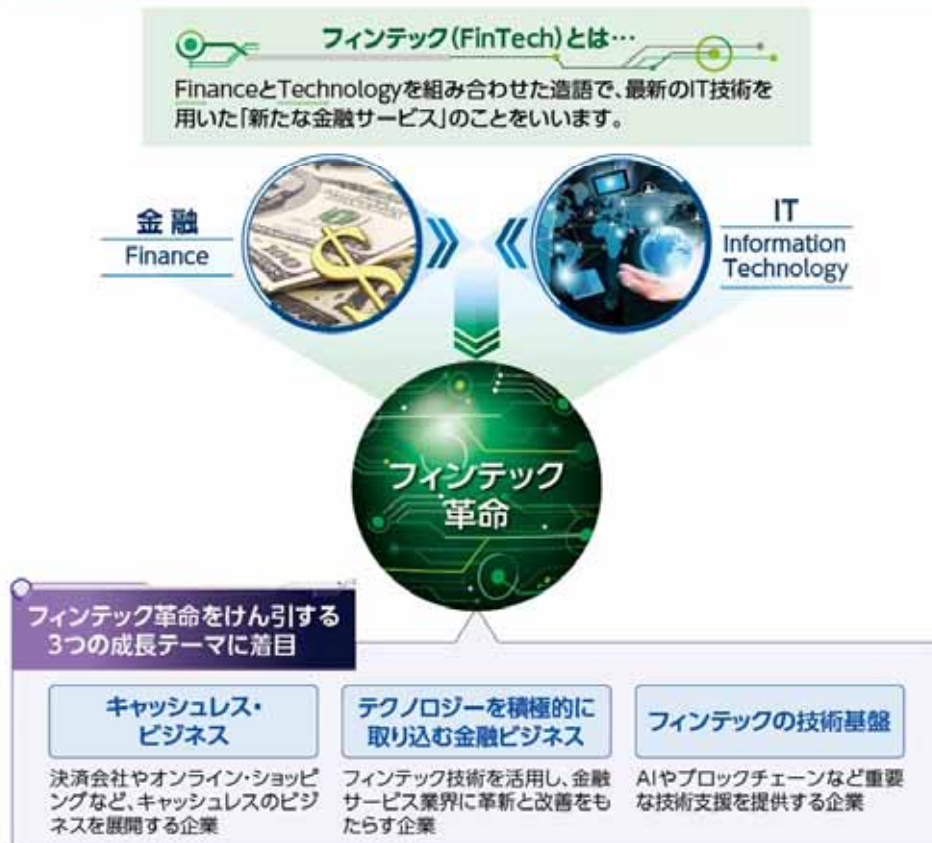 フィンテック(FinTech)とは…
FinanceとTechnologyを組み合わせた造語で、最新のIT技術を
用いた「新たな金融サービス」のことをいいます。
金融
Finance
IT
Information
Technology
フィンテック
革命
フィンテック革命をけん引する
3つの成長テーマに着目
キャッシュレス・
ビジネス
決済会社やオンライン・ショッピ
ングなど、キャッシュレスのビジ
ネスを展開する企業
テクノロジーを積極的に
取り込む金融ビジネス
フィンテック技術を活用し、金融
サービス業界に革新と改善をも
たらす企業
フィンテックの技術基盤
AIやブロックチェーンなど重要
な技術支援を提供する企業